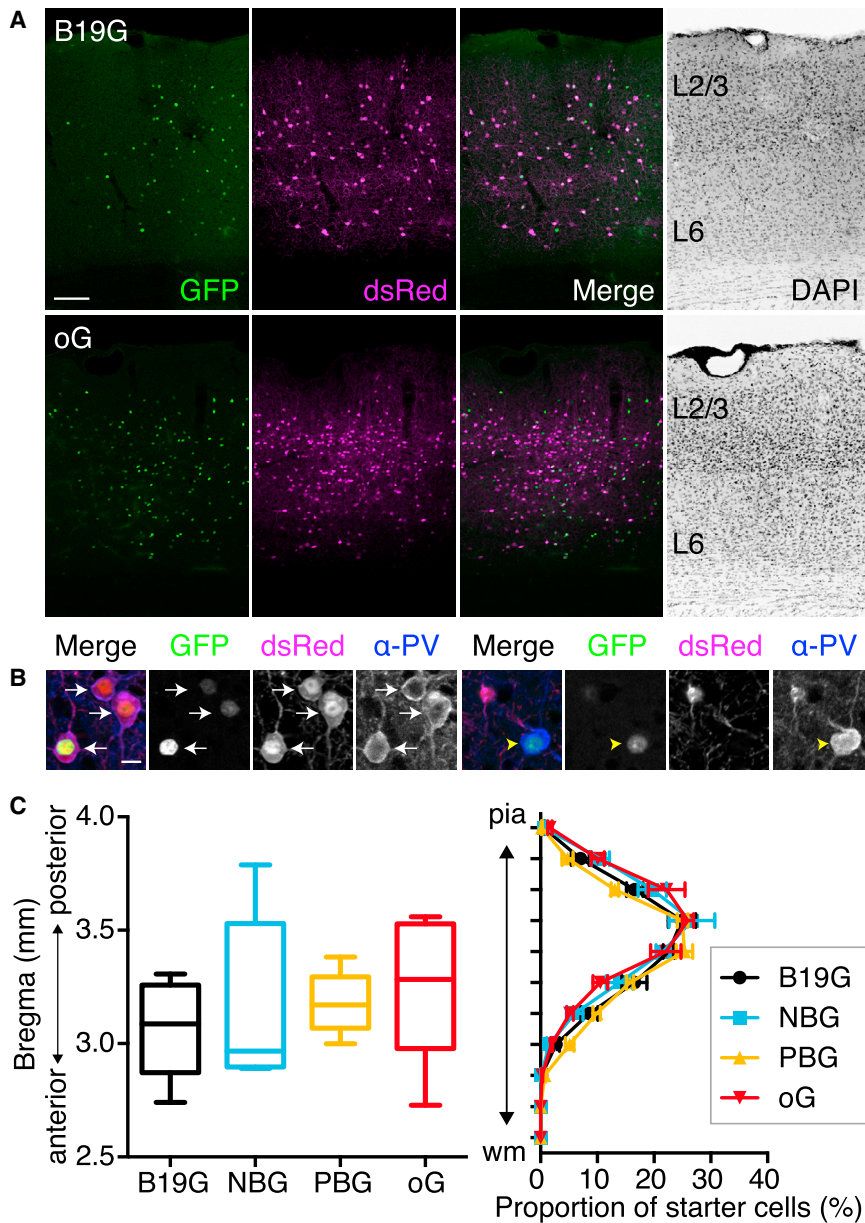 A
B19G
GFP
dsRed
Merge
L2/3
L6
DAPI
oG
L2/3
L6
Merge GFP dsRed α-PV Merge GFP dsRed α-PV
B
C
Bregma (mm)
anterior
posterior
4.0
3.5
3.0
2.5
B19G NBG PBG oG
pia
wm
B19G
NBG
PBG
oG
0 10 20 30 40
Proportion of starter cells (%)